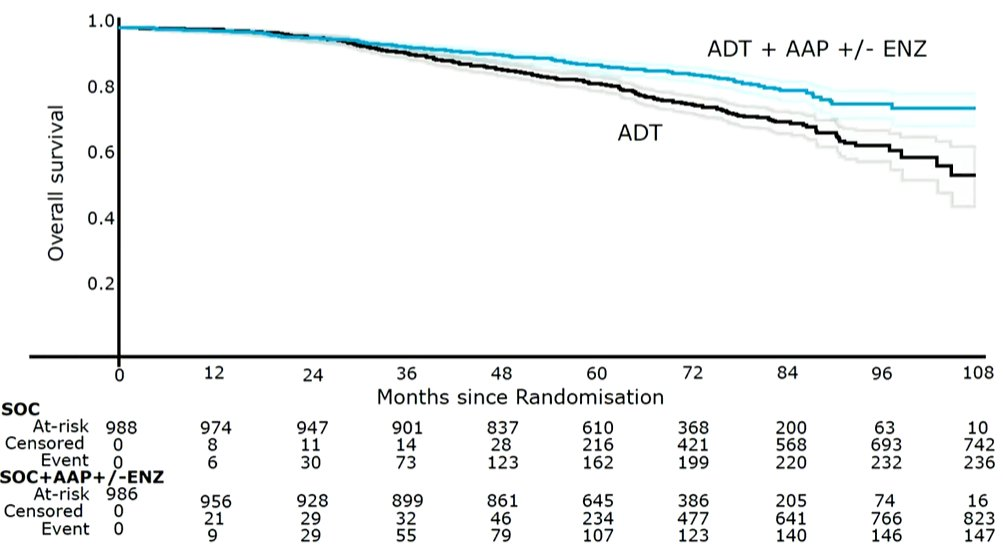 1.0
ADT + AAP +/- ENZ
0.8
ADT
0.6
0.4
0.2
Overall survival
0 12 24 36 48 60 72 84 96 108
Months since Randomisation
SOC
At-risk 988 974 947 901 837 610 368 200 63 10
Censored 0 8 11 14 28 216 421 568 693 742
Event 0 6 30 73 123 162 199 220 232 236
SOC+AAP+/-ENZ
At-risk 986 956 928 899 861 645 386 205 74 16
Censored 0 21 29 32 46 234 477 641 766 823
Event 0 9 29 55 79 107 123 140 146 147